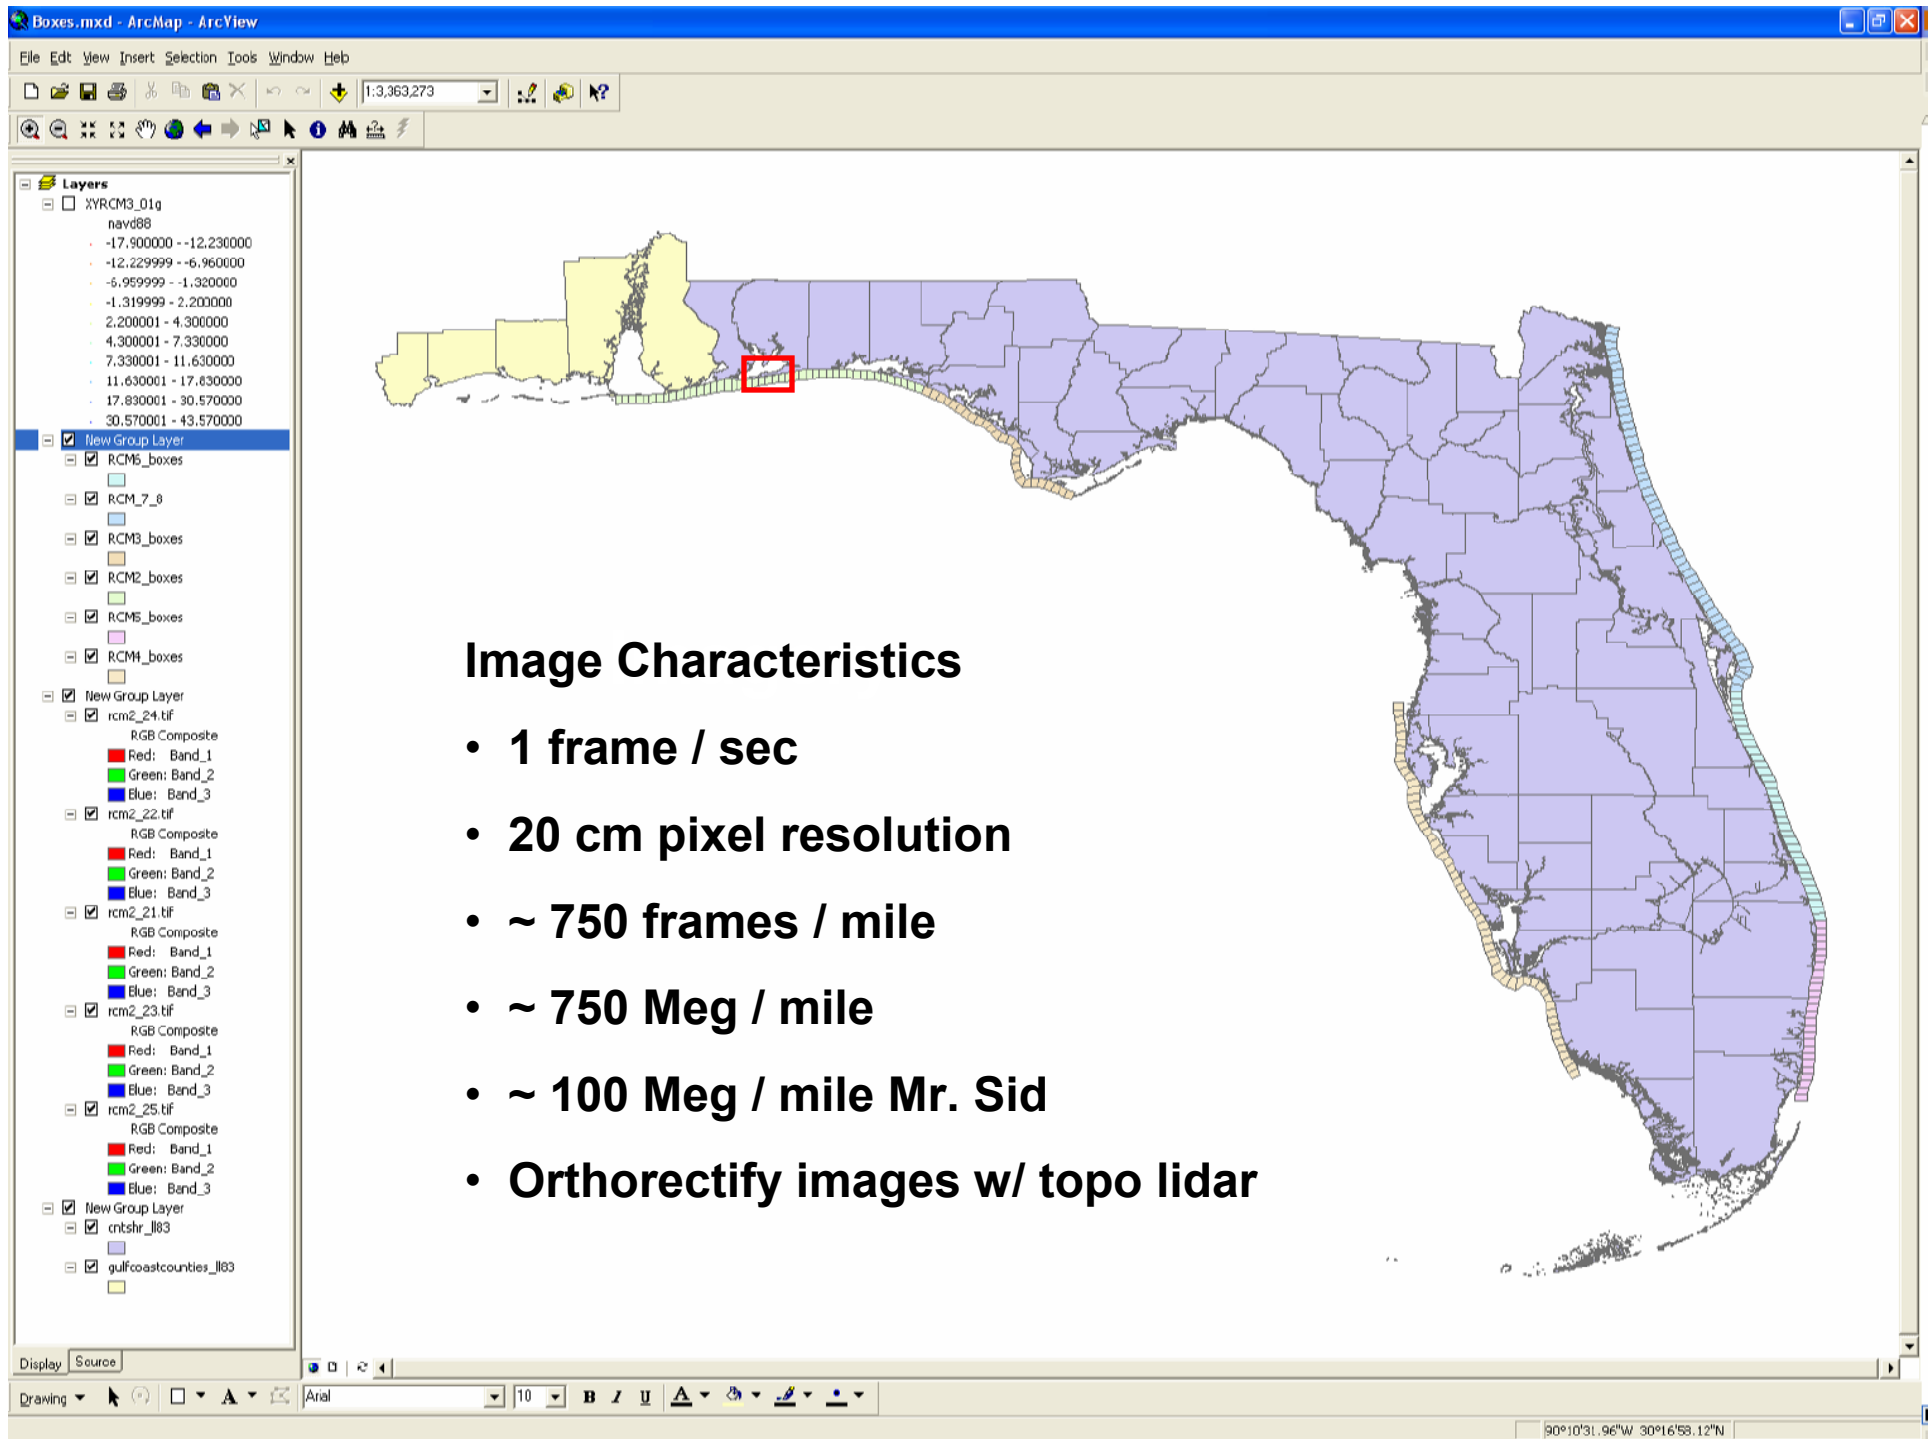 Boxes.mxd - ArcMap - ArcView
File Edit View Insert Selection Tools Window Help
1:3,363,273
Layers
XYRCM3_01g
navd88
-17.900000 - -12.230000
-12.229999 - -6.960000
-6.959999 - -1.320000
-1.319999 - 2.200000
2.200001 - 4.300000
4.300001 - 7.330000
7.330001 - 11.630000
11.630001 - 17.830000
17.830001 - 30.570000
30.570001 - 43.570000
New Group Layer
RCM6_boxes
RCM_7_8
RCM3_boxes
RCM2_boxes
RCM5_boxes
RCM4_boxes
New Group Layer
rcm2_24.tif
RGB Composite
Red: Band_1
Green: Band_2
Blue: Band_3
rcm2_22.tif
RGB Composite
Red: Band_1
Green: Band_2
Blue: Band_3
rcm2_21.tif
RGB Composite
Red: Band_1
Green: Band_2
Blue: Band_3
rcm2_23.tif
RGB Composite
Red: Band_1
Green: Band_2
Blue: Band_3
rcm2_25.tif
RGB Composite
Red: Band_1
Green: Band_2
Blue: Band_3
New Group Layer
cntshr_ll83
gulfcoastcounties_ll83
Image Characteristics
• 1 frame / sec
• 20 cm pixel resolution
• ~ 750 frames / mile
• ~ 750 Meg / mile
• ~ 100 Meg / mile Mr. Sid
• Orthorectify images w/ topo lidar
Display Source
Drawing A Arial 10 B I U A
90°10'31.96"W 30°16'58.12"N